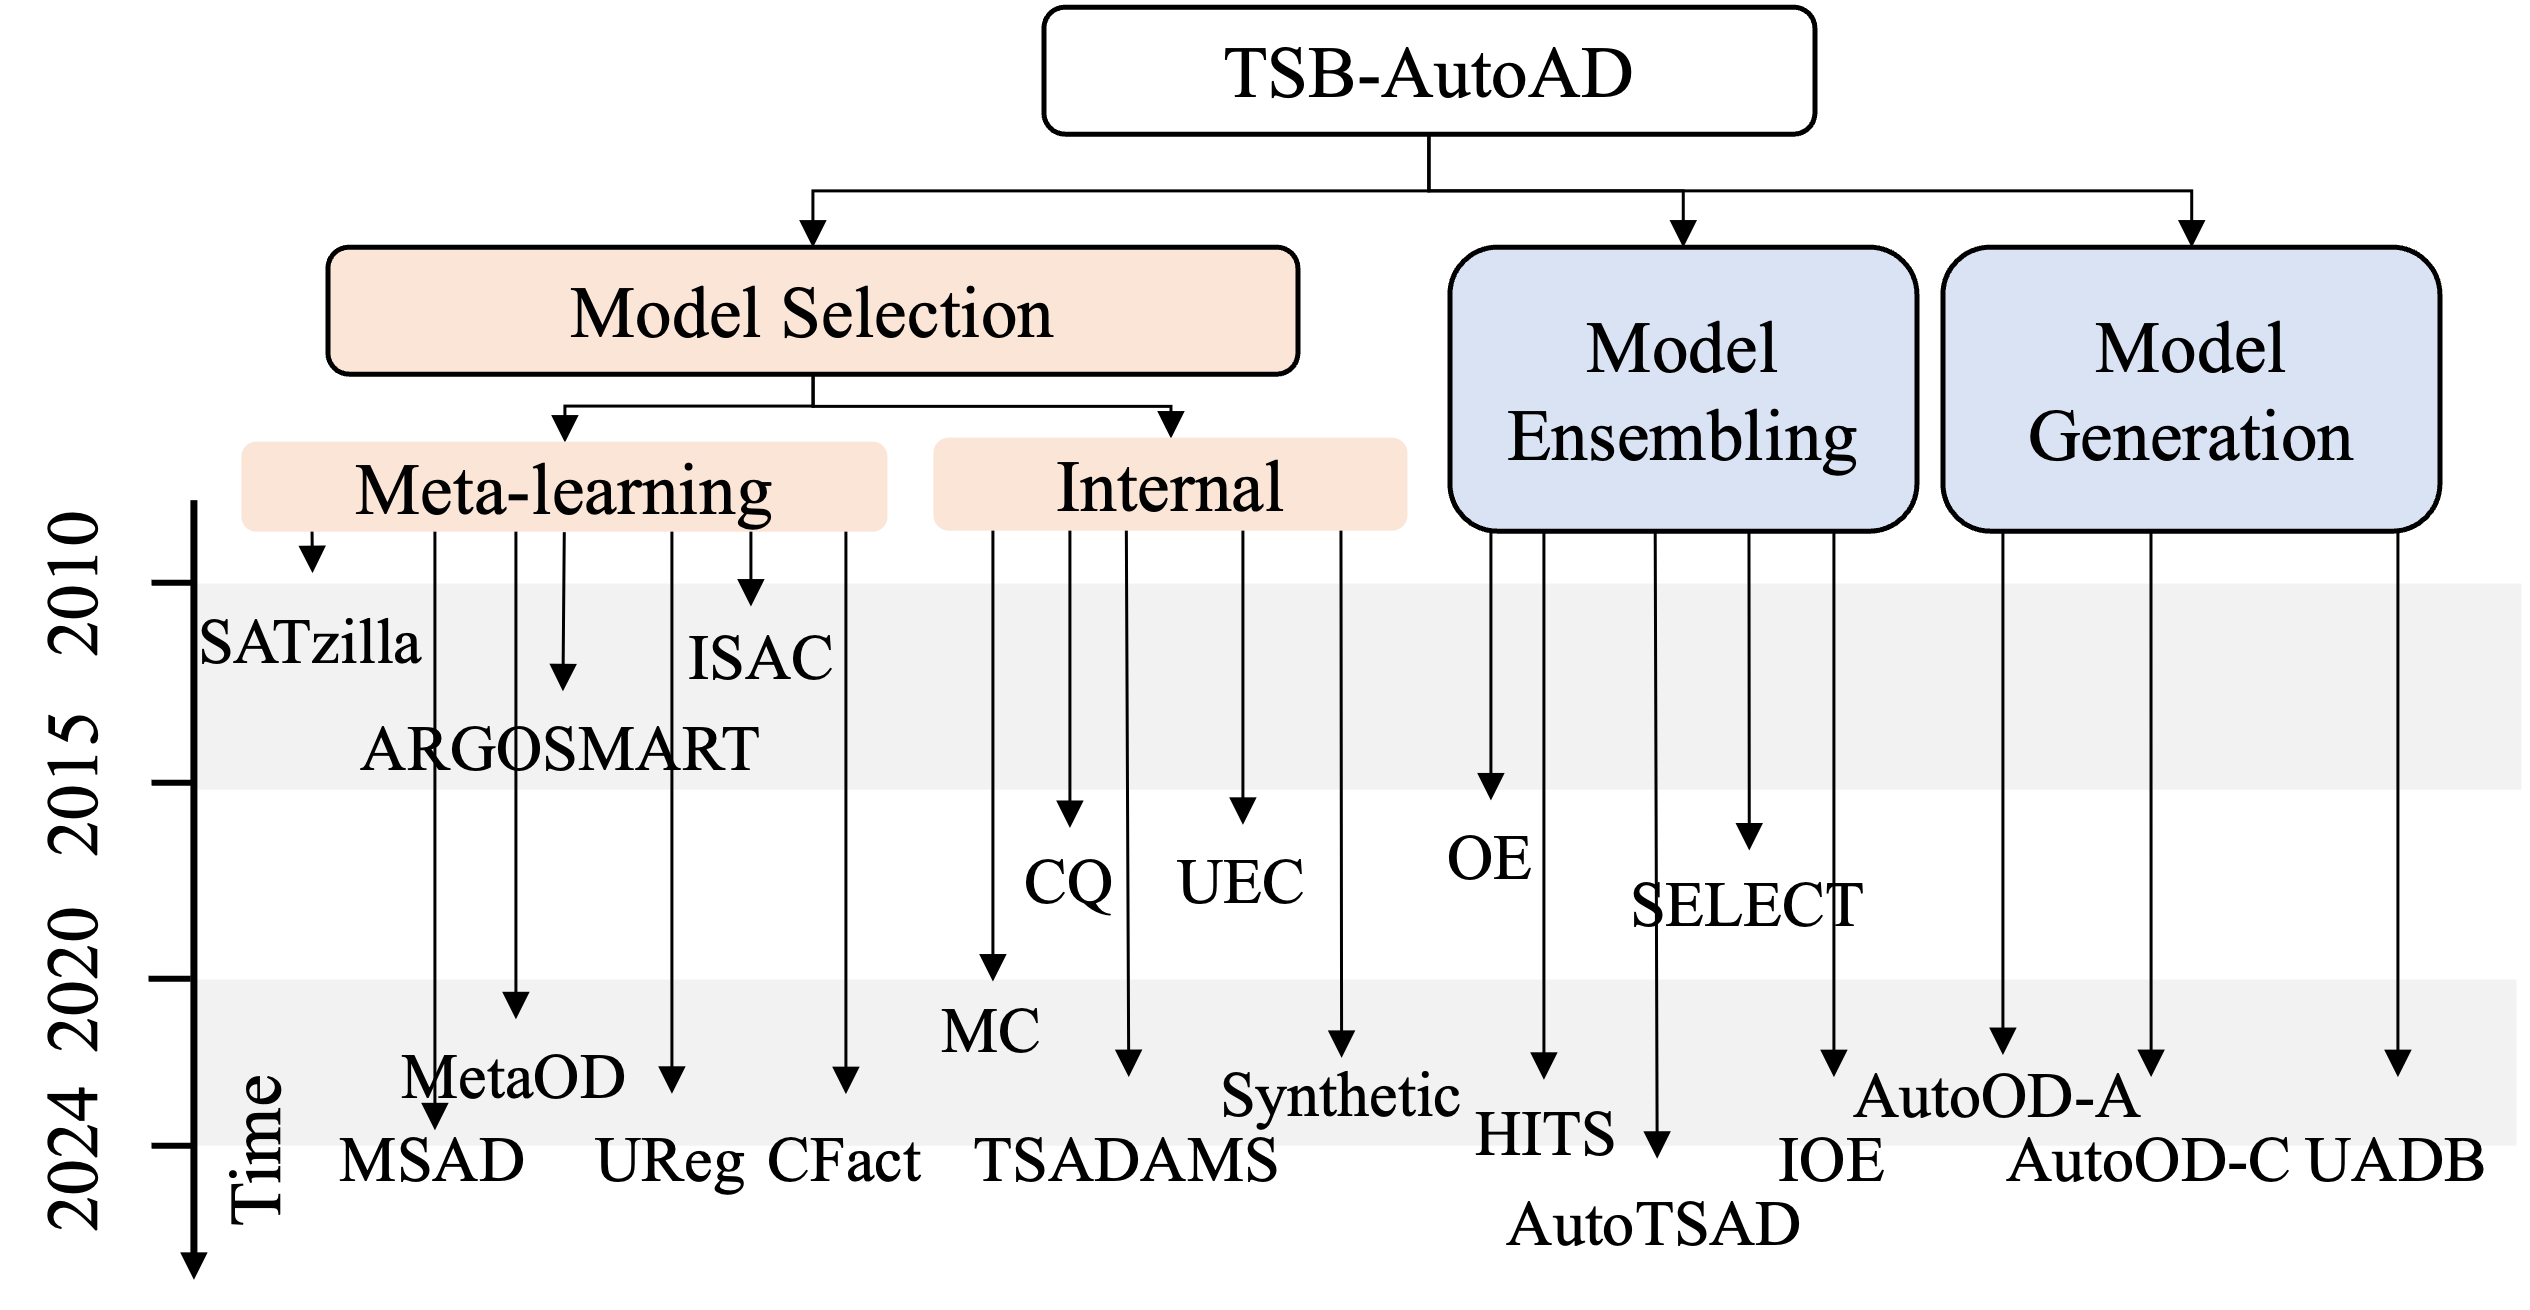 TSB-AutoAD
Model Selection
Model
Ensembling
Model
Generation
Meta-learning
Internal
2010
2015
2020
2024
Time
SATzilla
ISAC
ARGOSMART
CQ
UEC
OE
SELECT
MC
MetaOD
Synthetic
HITS
AutoOD-A
MSAD
UReg
CFact
TSADAMS
IOE
AutoOD-C
UADB
AutoTSAD